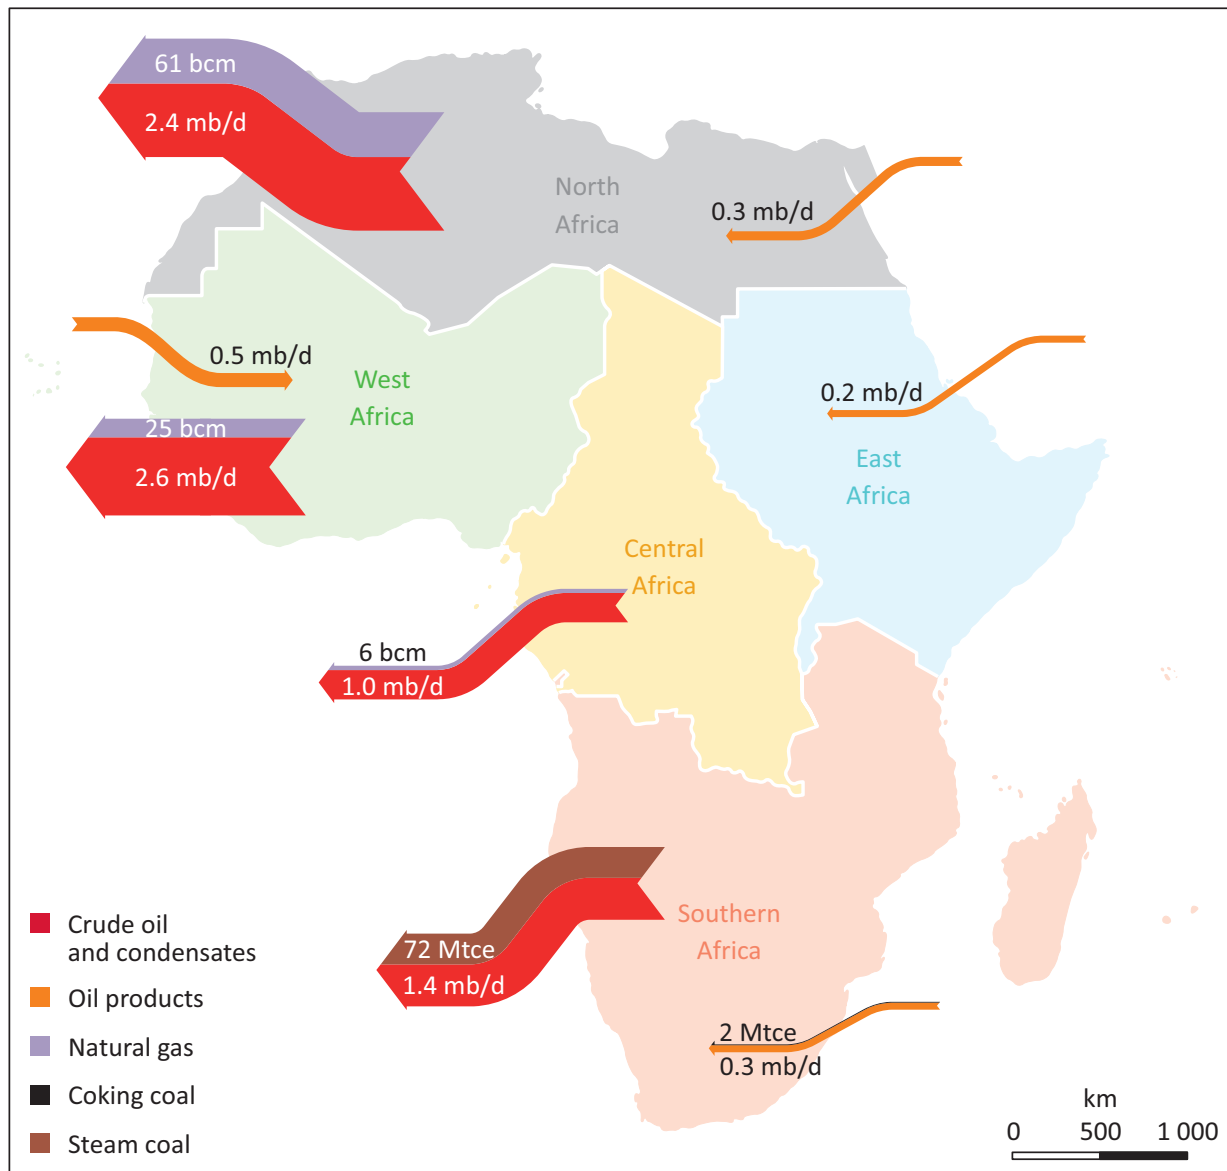 61 bcm
2.4 mb/d
North
Africa
0.3 mb/d
0.5 mb/d
West
Africa
0.2 mb/d
25 bcm
2.6 mb/d
East
Africa
Central
Africa
6 bcm
1.0 mb/d
72 Mtce
1.4 mb/d
Southern
Africa
2 Mtce
0.3 mb/d
Crude oil
and condensates
Oil products
Natural gas
Coking coal
Steam coal
km
0 500 1 000